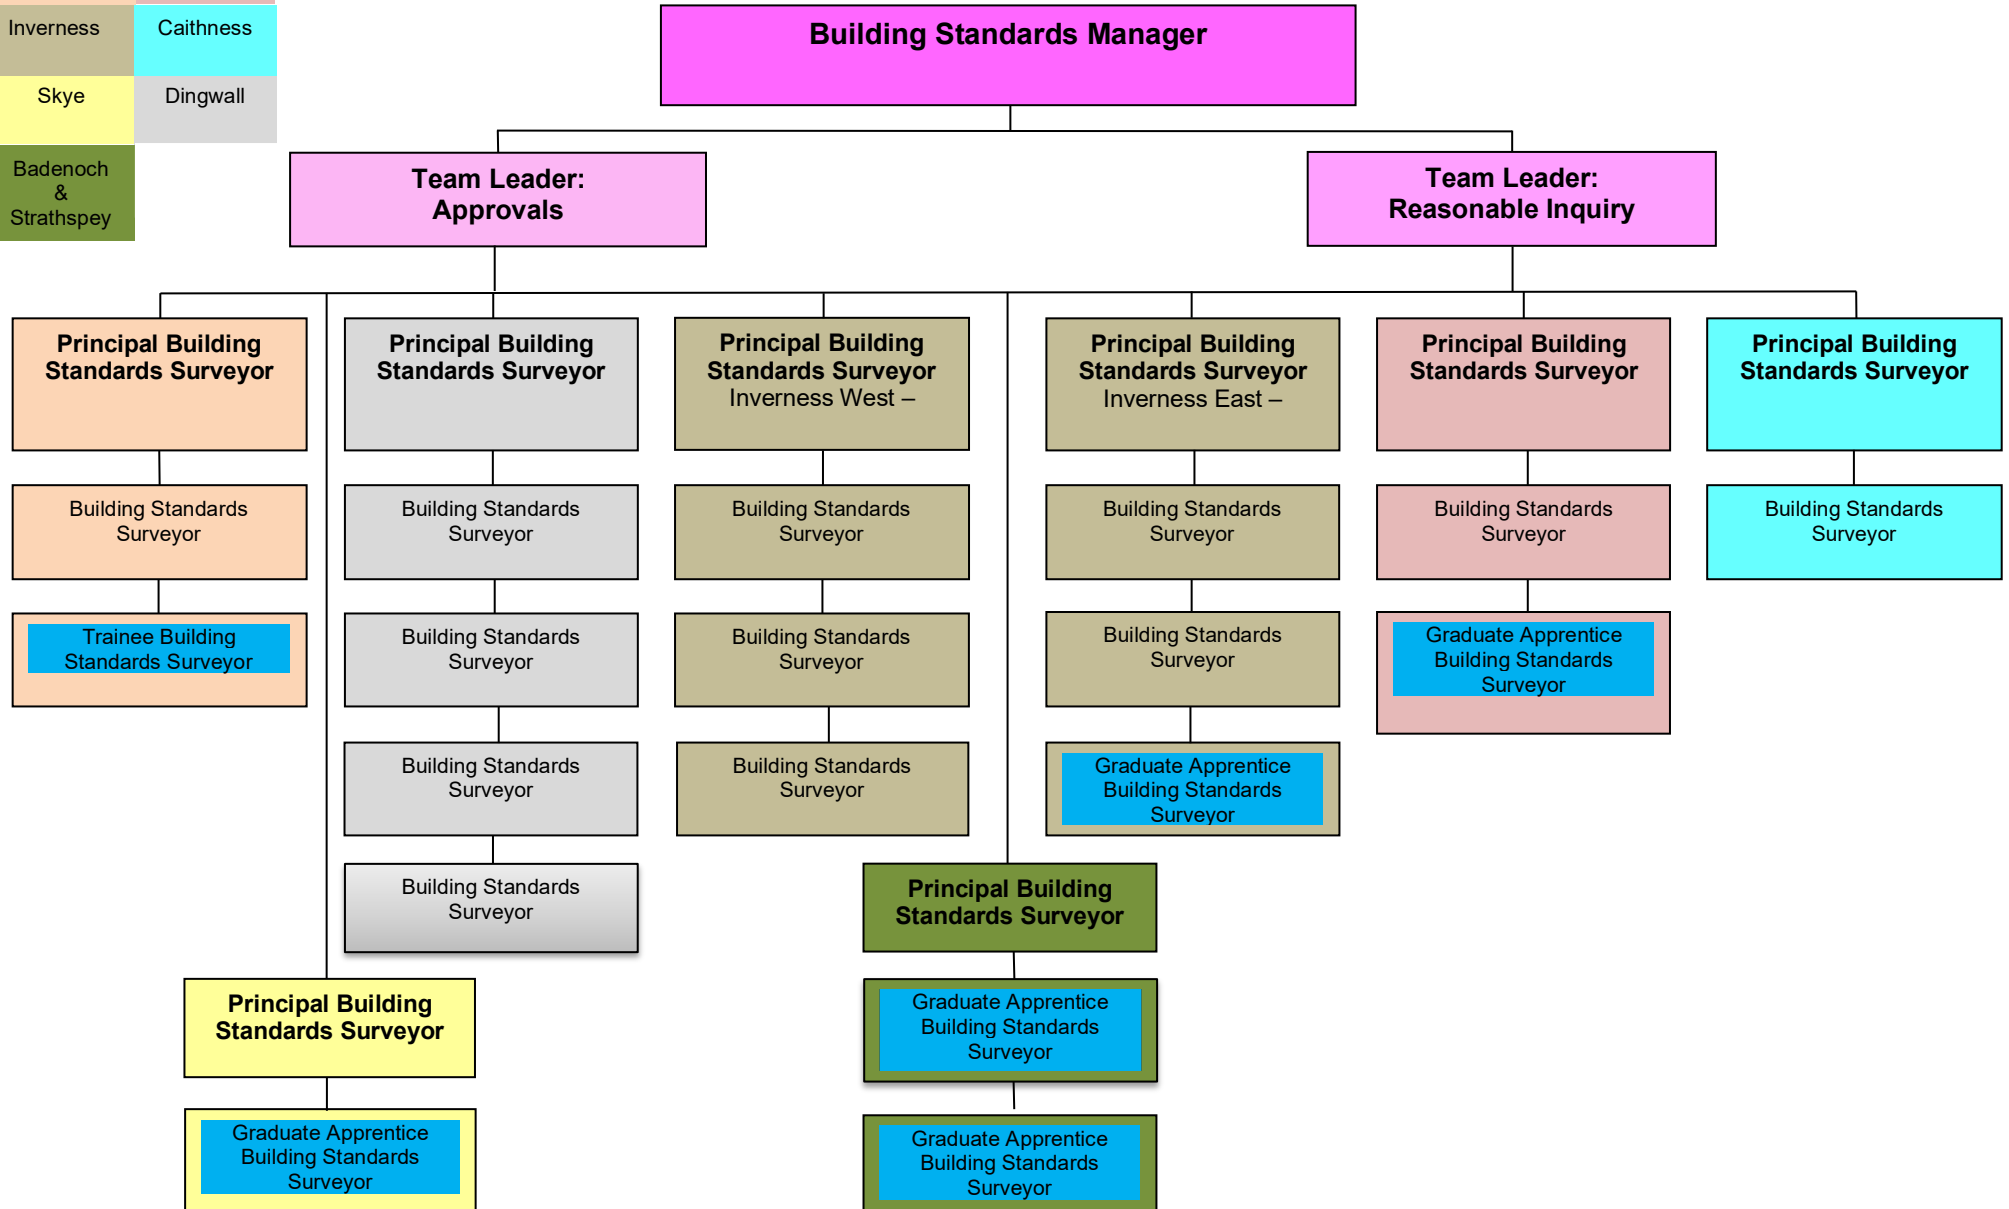 Inverness
Caithness
Skye
Dingwall
Badenoch
&
Strathspey
Building Standards Manager
Team Leader:
Approvals
Team Leader:
Reasonable Inquiry
Principal Building
Standards Surveyor
Principal Building
Standards Surveyor
Principal Building
Standards Surveyor
Inverness West –
Principal Building
Standards Surveyor
Inverness East –
Principal Building
Standards Surveyor
Principal Building
Standards Surveyor
Building Standards
Surveyor
Building Standards
Surveyor
Building Standards
Surveyor
Building Standards
Surveyor
Building Standards
Surveyor
Building Standards
Surveyor
Trainee Building
Standards Surveyor
Building Standards
Surveyor
Building Standards
Surveyor
Building Standards
Surveyor
Graduate Apprentice
Building Standards
Surveyor
Building Standards
Surveyor
Building Standards
Surveyor
Graduate Apprentice
Building Standards
Surveyor
Building Standards
Surveyor
Principal Building
Standards Surveyor
Principal Building
Standards Surveyor
Graduate Apprentice
Building Standards
Surveyor
Graduate Apprentice
Building Standards
Surveyor
Graduate Apprentice
Building Standards
Surveyor